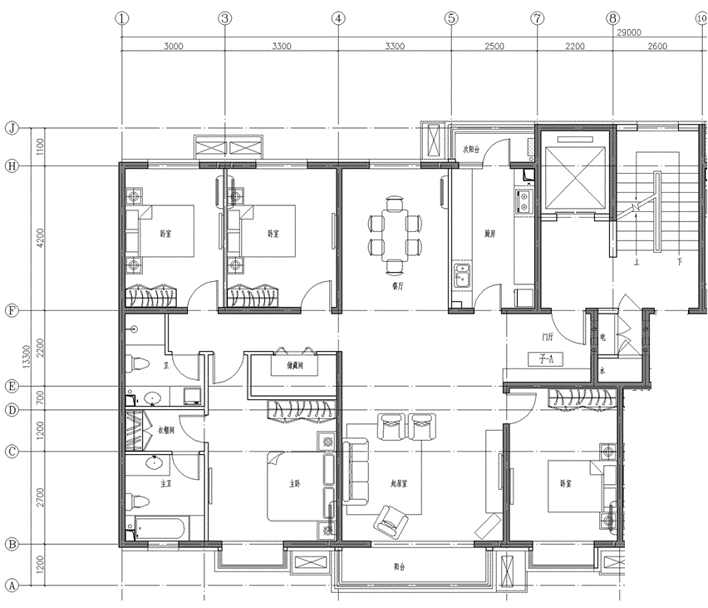 1 3 4 5 7 8 10
29000
3000 3300 3300 2500 2200 2600
J
1100
次阳台
H
卧室 卧室 厨房
4200
餐厅
上 下
F
2200
13300
卫 储藏间 门厅 电
子-A
水
E
700
D
衣帽间
1200
C
主卫 主卧 起居室 卧室
2700
B
阳台
1200
A